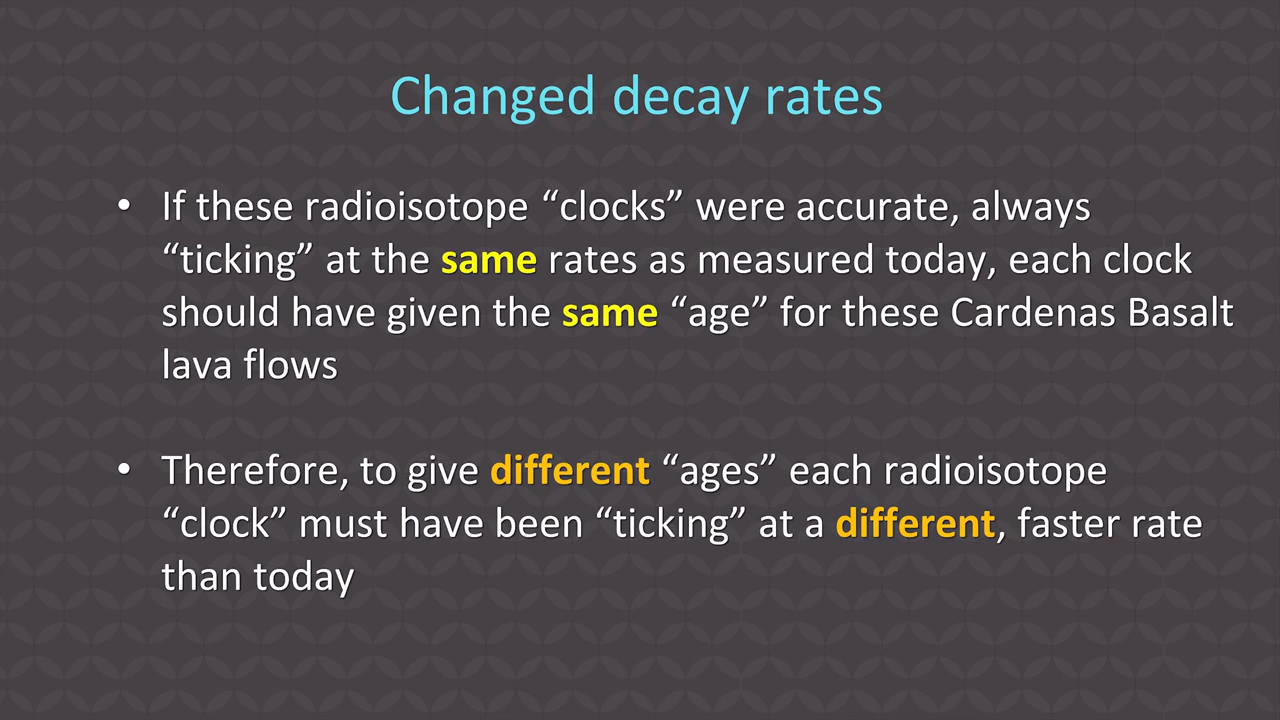 Changed decay rates
• If these radioisotope “clocks” were accurate, always
“ticking” at the same rates as measured today, each clock
should have given the same “age” for these Cardenas Basalt
lava flows
• Therefore, to give different “ages” each radioisotope
“clock” must have been “ticking” at a different, faster rate
than today